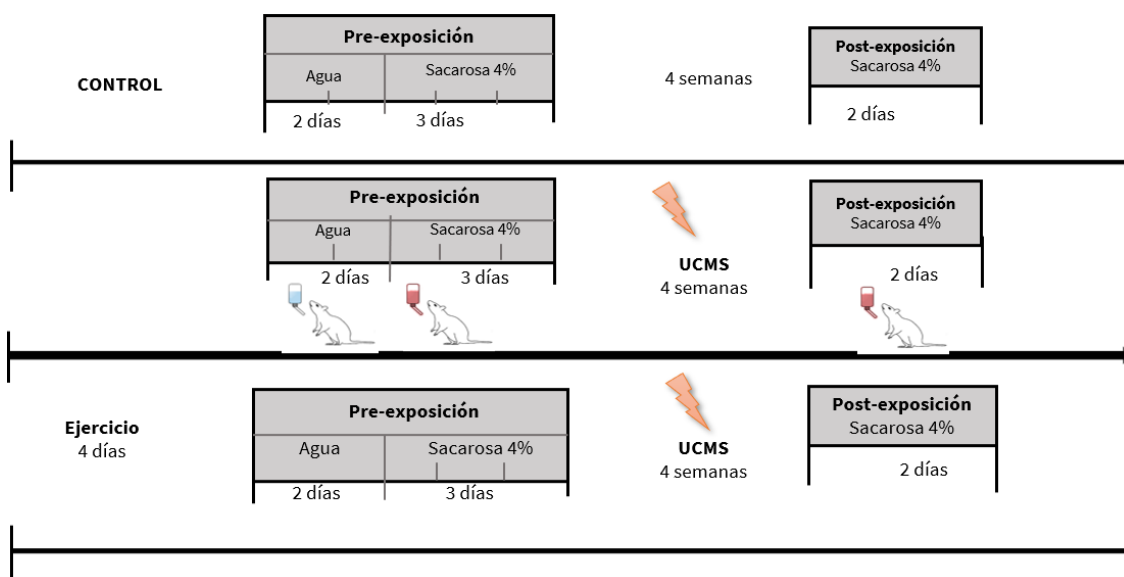 Pre-exposición
Agua
Sacarosa 4%
2 días
3 días
CONTROL
4 semanas
Post-exposición
Sacarosa 4%
2 días
Pre-exposición
Agua
Sacarosa 4%
2 días
3 días
UCMS
4 semanas
Post-exposición
Sacarosa 4%
2 días
Ejercicio
4 días
Pre-exposición
Agua
Sacarosa 4%
2 días
3 días
UCMS
4 semanas
Post-exposición
Sacarosa 4%
2 días